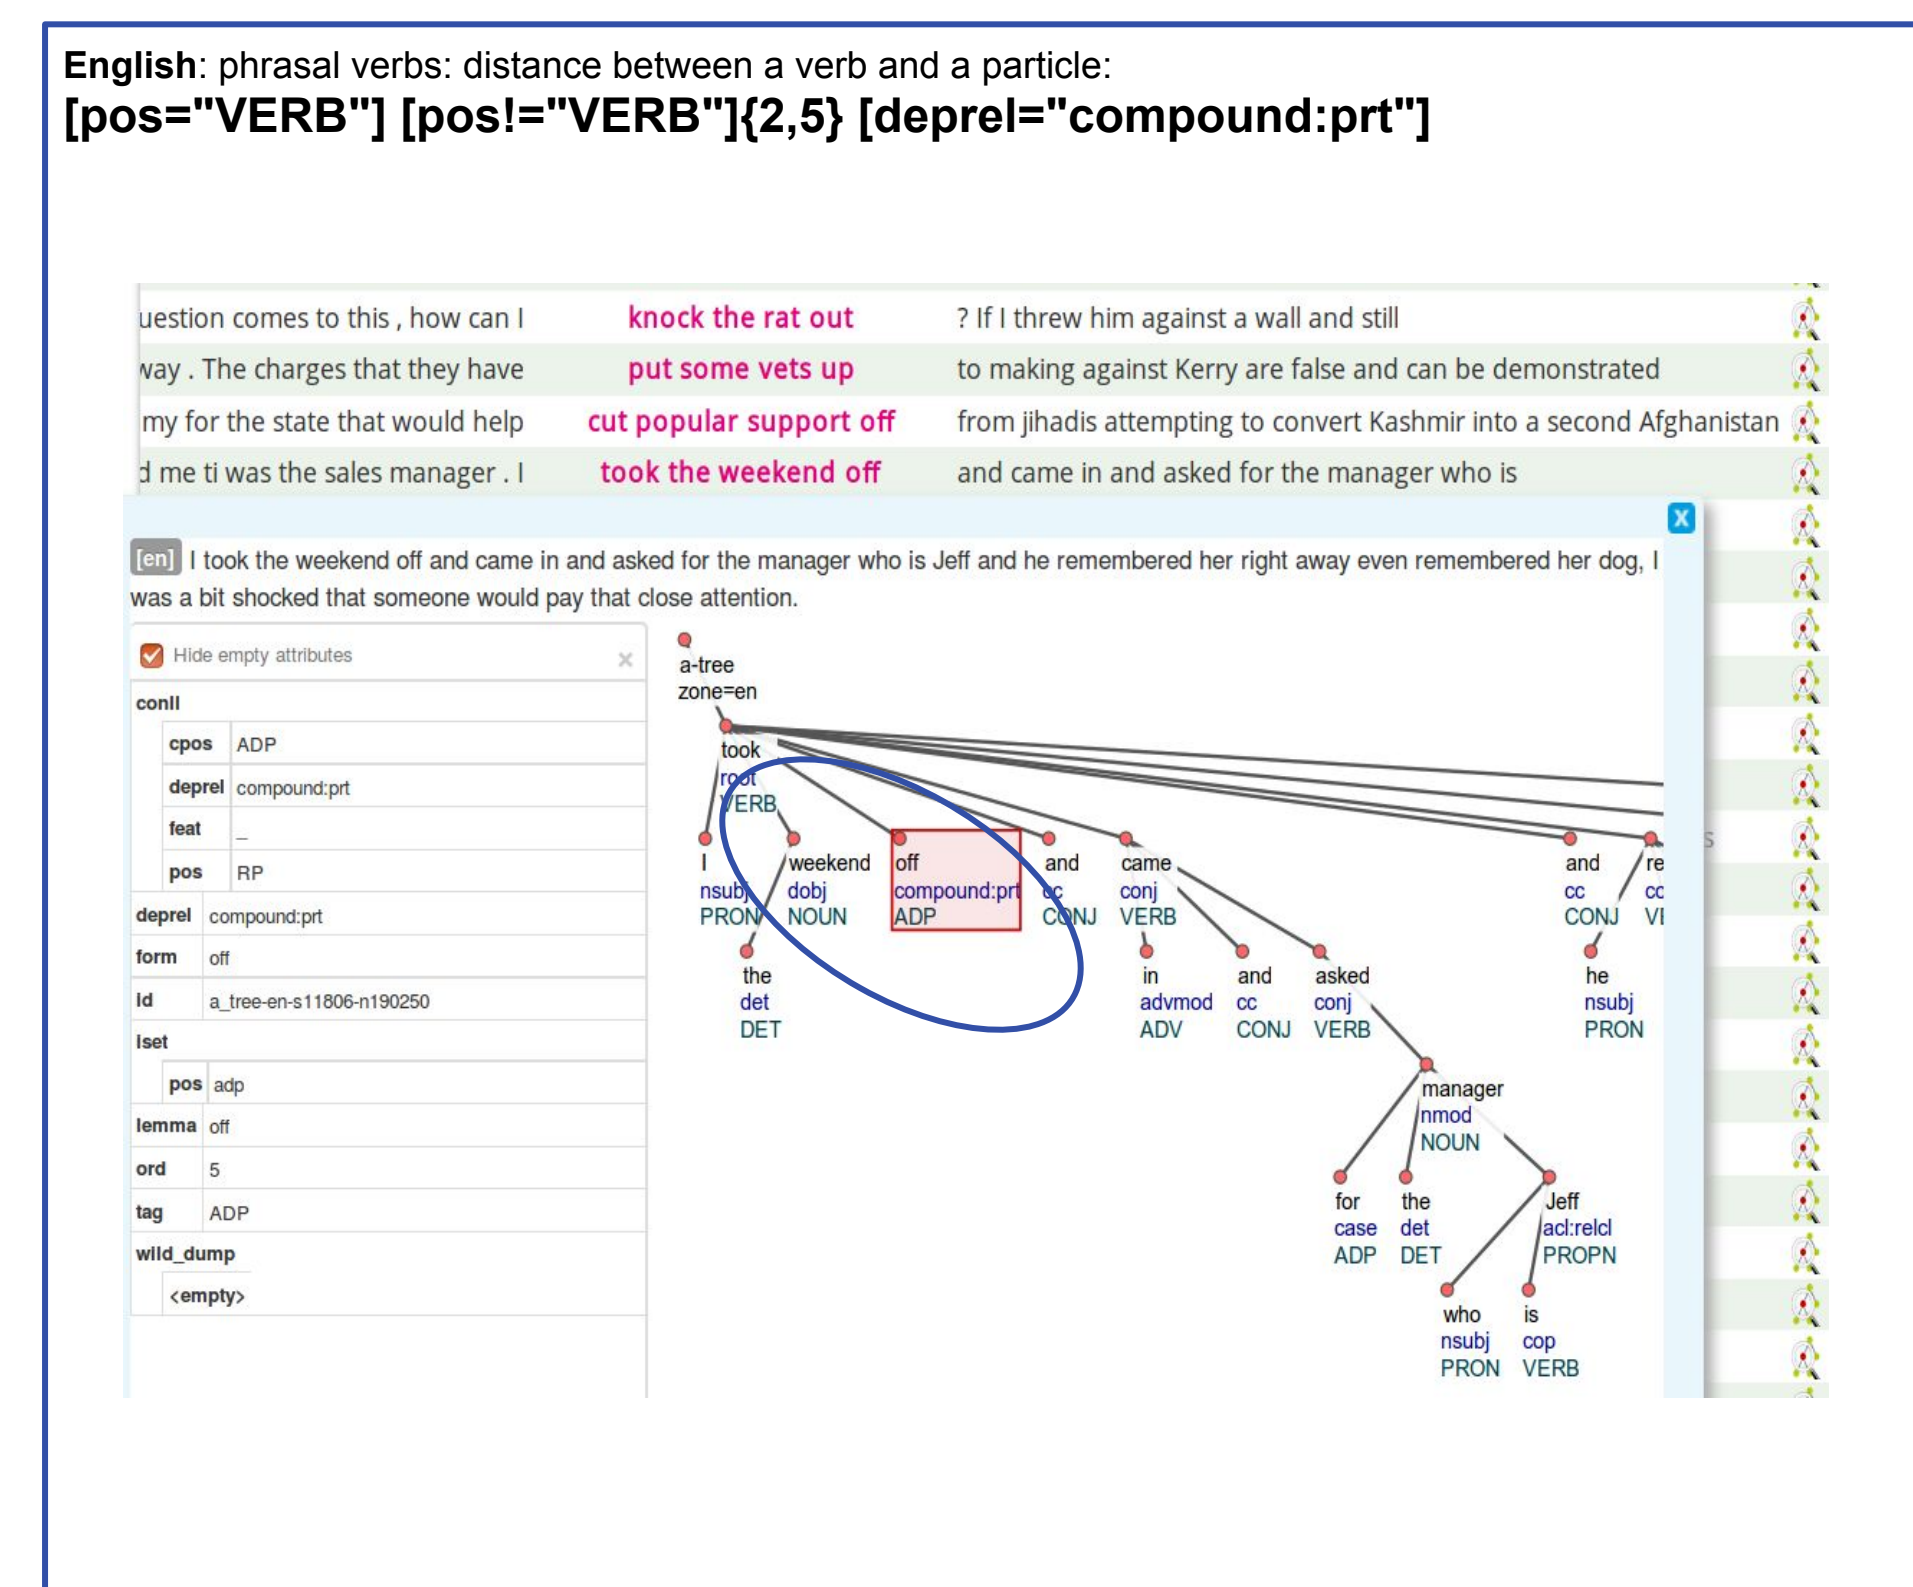 English: phrasal verbs: distance between a verb and a particle:
[pos="VERB"] [pos!="VERB"]{2,5} [deprel="compound:prt"]
uestion comes to this , how can I knock the rat out ? If I threw him against a wall and still
way . The charges that they have put some vets up to making against Kerry are false and can be demonstrated
my for the state that would help cut popular support off from jihadis attempting to convert Kashmir into a second Afghanistan
d me ti was the sales manager . I took the weekend off and came in and asked for the manager who is
X
[en] I took the weekend off and came in and asked for the manager who is Jeff and he remembered her right away even remembered her dog, I
was a bit shocked that someone would pay that close attention.
Hide empty attributes ×
conll
cpos ADP
deprel compound:prt
feat _
pos RP
deprel compound:prt
form off
id a_tree-en-s11806-n190250
iset
pos adp
lemma off
ord 5
tag ADP
wild_dump
<empty>
a-tree
zone=en
took
root
VERB
I weekend off and came and re
nsubj dobj compound:prt cc conj cc cc
PRON NOUN ADP CONJ VERB CONJ VE
the in and asked he
det advmod cc conj nsubj
DET ADV CONJ VERB PRON
manager
nmod
NOUN
for the Jeff
case det acl:relcl
ADP DET PROPN
who is
nsubj cop
PRON VERB